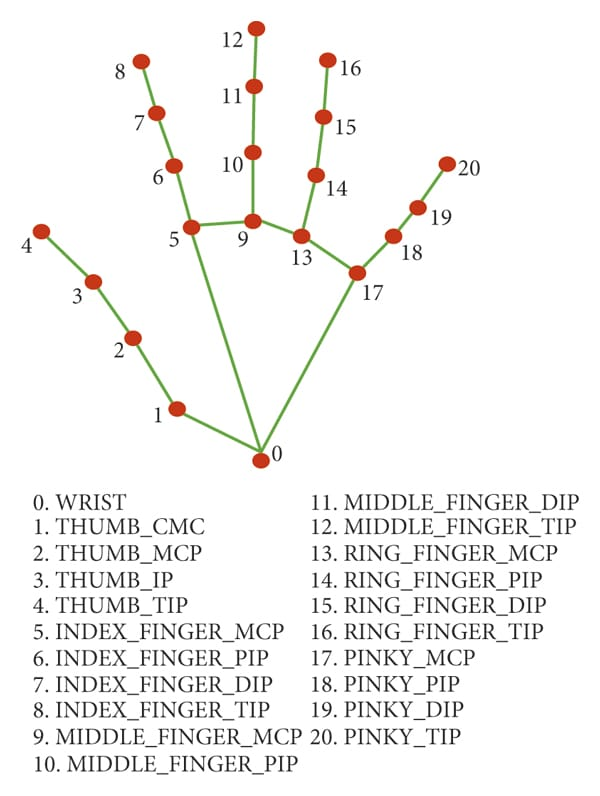 12
8
16
11
7
15
10
6
14
20
19
5
9
13
18
4
17
3
2
1
0
0. WRIST
1. THUMB_CMC
2. THUMB_MCP
3. THUMB_IP
4. THUMB_TIP
5. INDEX_FINGER_MCP
6. INDEX_FINGER_PIP
7. INDEX_FINGER_DIP
8. INDEX_FINGER_TIP
9. MIDDLE_FINGER_MCP
10. MIDDLE_FINGER_PIP
11. MIDDLE_FINGER_DIP
12. MIDDLE_FINGER_TIP
13. RING_FINGER_MCP
14. RING_FINGER_PIP
15. RING_FINGER_DIP
16. RING_FINGER_TIP
17. PINKY_MCP
18. PINKY_PIP
19. PINKY_DIP
20. PINKY_TIP